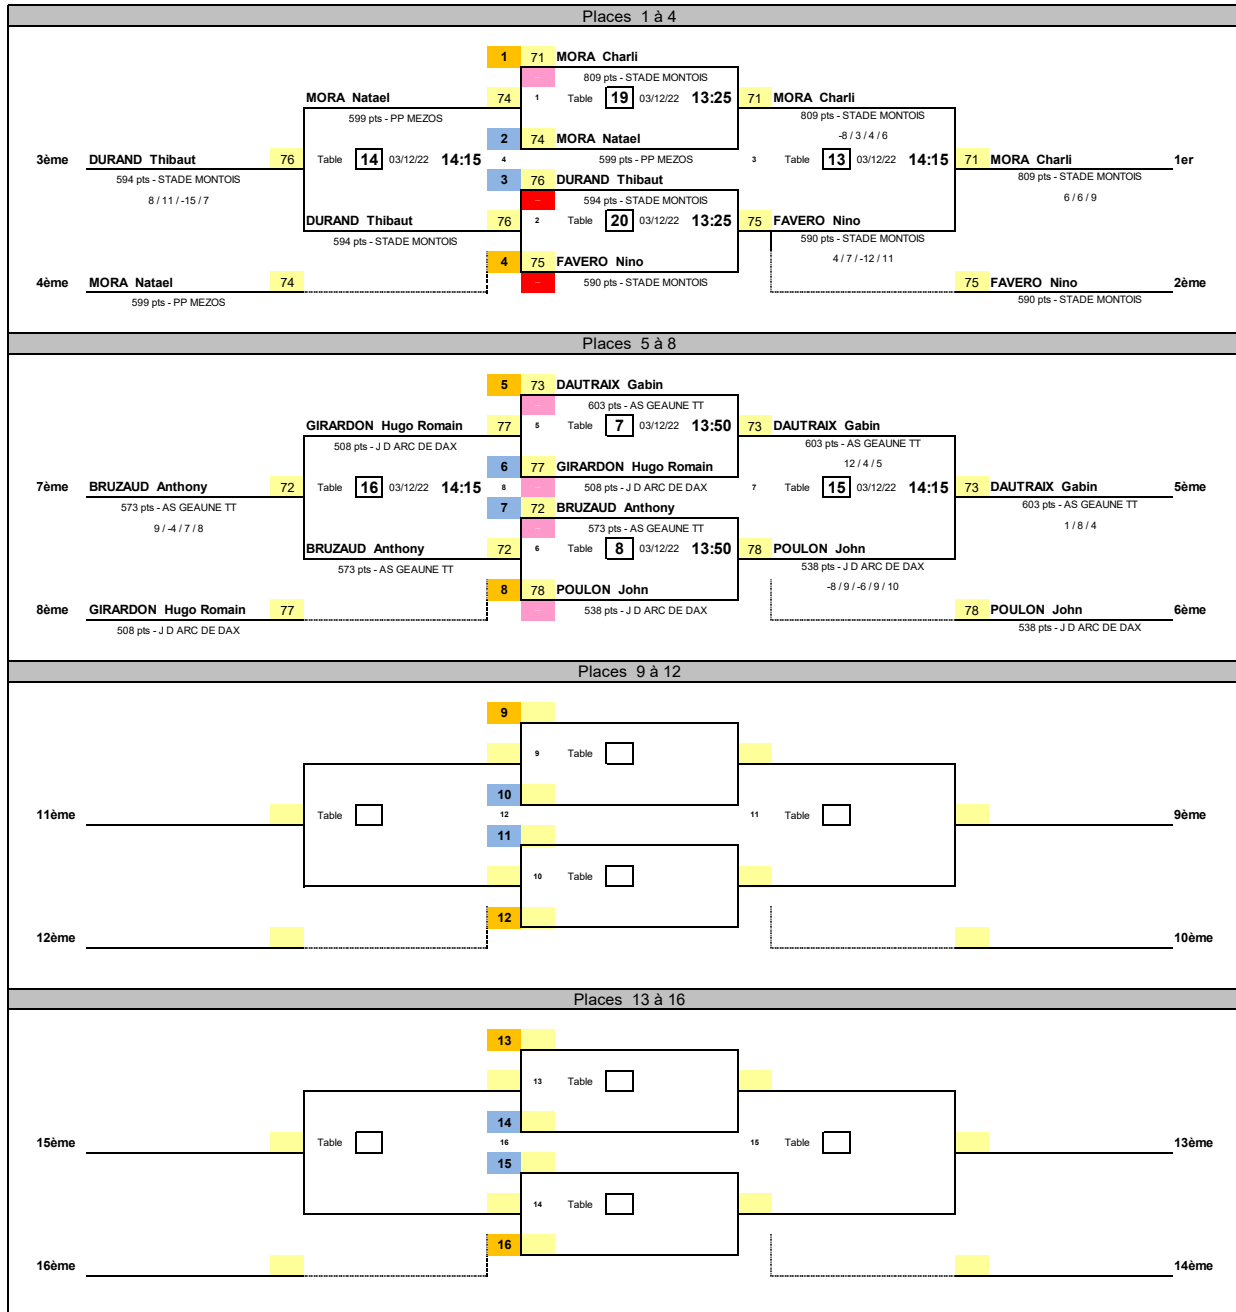 Places 1 à 4
1 71 MORA Charli
809 pts - STADE MONTOIS
MORA Natael 74 1 Table 19 03/12/22 13:25 71 MORA Charli
599 pts - PP MEZOS 809 pts - STADE MONTOIS
-8 / 3 / 4 / 6
2 74 MORA Natael
3ème DURAND Thibaut 76 Table 14 03/12/22 14:15 4 599 pts - PP MEZOS 3 Table 13 03/12/22 14:15 71 MORA Charli 1er
594 pts - STADE MONTOIS 3 76 DURAND Thibaut 809 pts - STADE MONTOIS
8 / 11 / -15 / 7 594 pts - STADE MONTOIS 6 / 6 / 9
DURAND Thibaut 76 2 Table 20 03/12/22 13:25 75 FAVERO Nino
594 pts - STADE MONTOIS 590 pts - STADE MONTOIS
4 / 7 / -12 / 11
4 75 FAVERO Nino
4ème MORA Natael 74 590 pts - STADE MONTOIS 75 FAVERO Nino 2ème
599 pts - PP MEZOS 590 pts - STADE MONTOIS
Places 5 à 8
5 73 DAUTRAIX Gabin
603 pts - AS GEAUNE TT
GIRARDON Hugo Romain 77 5 Table 7 03/12/22 13:50 73 DAUTRAIX Gabin
508 pts - J D ARC DE DAX 603 pts - AS GEAUNE TT
12 / 4 / 5
6 77 GIRARDON Hugo Romain
7ème BRUZAUD Anthony 72 Table 16 03/12/22 14:15 8 508 pts - J D ARC DE DAX 7 Table 15 03/12/22 14:15 73 DAUTRAIX Gabin 5ème
573 pts - AS GEAUNE TT 7 72 BRUZAUD Anthony 603 pts - AS GEAUNE TT
9 / -4 / 7 / 8 573 pts - AS GEAUNE TT 1 / 8 / 4
BRUZAUD Anthony 72 6 Table 8 03/12/22 13:50 78 POULON John
573 pts - AS GEAUNE TT 538 pts - J D ARC DE DAX
-8 / 9 / -6 / 9 / 10
8 78 POULON John
8ème GIRARDON Hugo Romain 77 538 pts - J D ARC DE DAX 78 POULON John 6ème
508 pts - J D ARC DE DAX 538 pts - J D ARC DE DAX
Places 9 à 12
9
9 Table
10
11ème Table 12 11 Table 9ème
11
10 Table
12
12ème 10ème
Places 13 à 16
13
13 Table
14
15ème Table 16 15 Table 13ème
15
14 Table
16
16ème 14ème